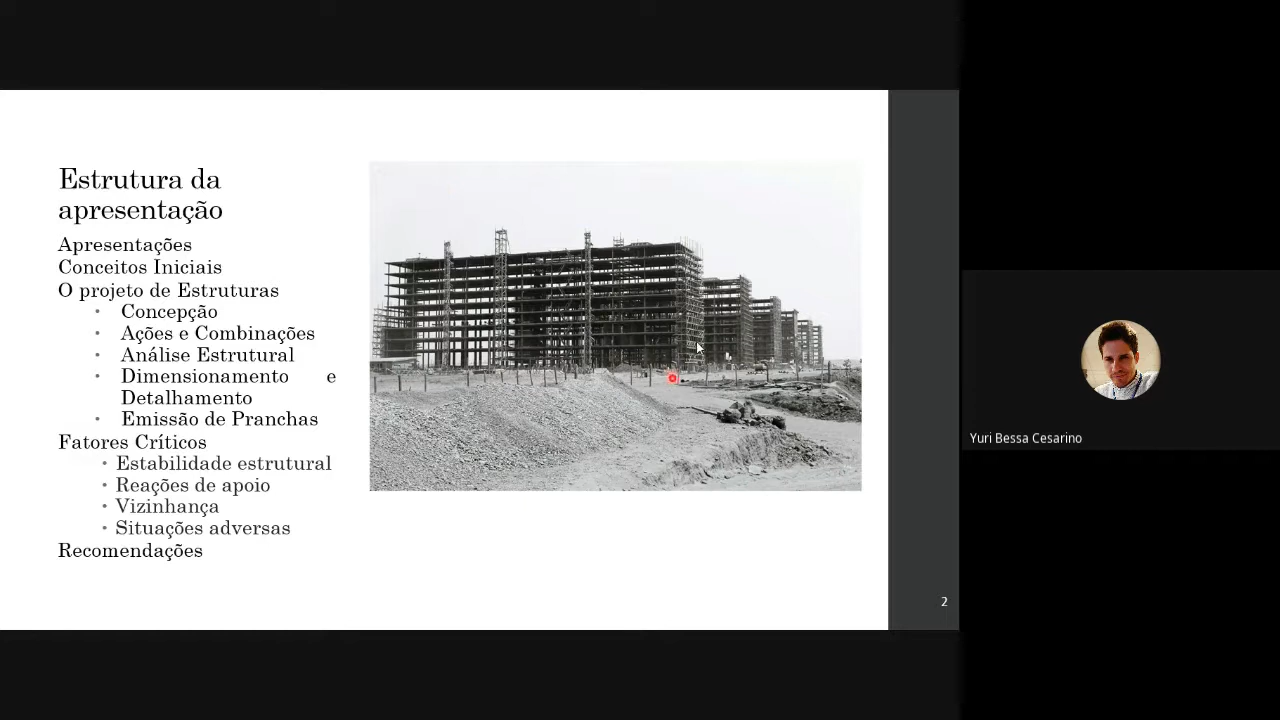 Estrutura da
apresentação
Apresentações
Conceitos Iniciais
O projeto de Estruturas
• Concepção
• Ações e Combinações
• Análise Estrutural
• Dimensionamento e
Detalhamento
• Emissão de Pranchas
Fatores Críticos
• Estabilidade estrutural
• Reações de apoio
• Vizinhança
• Situações adversas
Recomendações
2
Yuri Bessa Cesarino